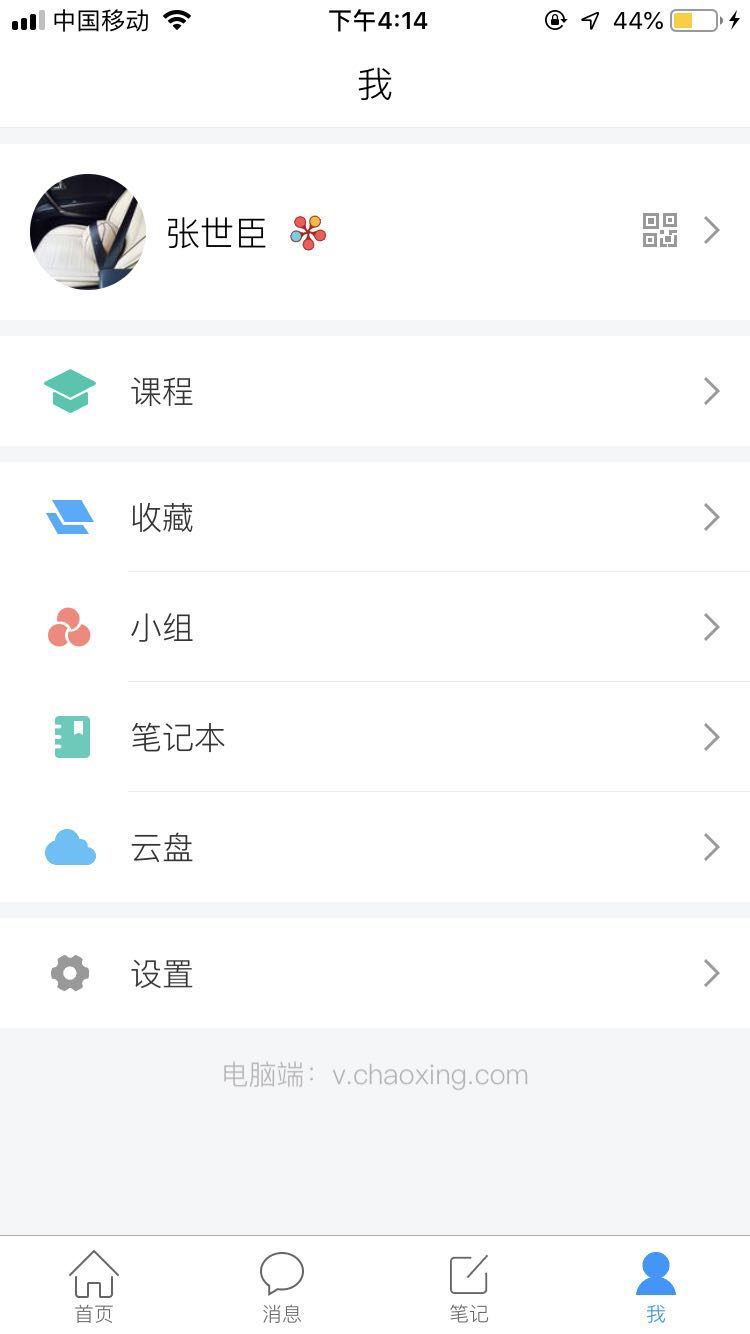 中国移动 下午4:14 44%
我
张世臣
课程
收藏
小组
笔记本
云盘
设置
电脑端：v.chaoxing.com
首页 消息 笔记 我